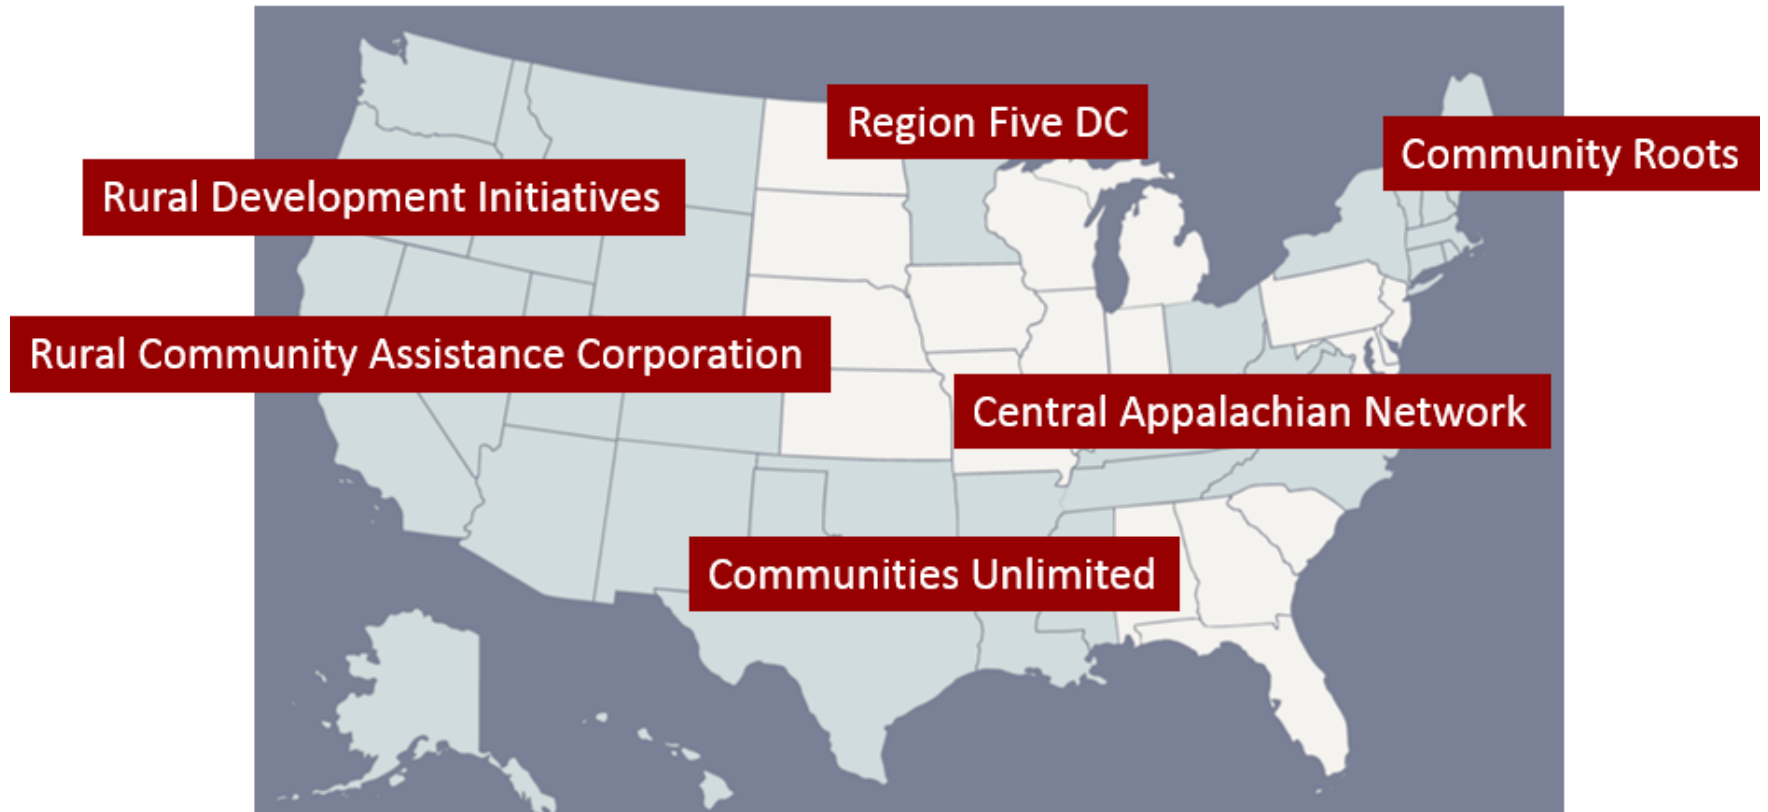 Region Five DC
Community Roots
Rural Development Initiatives
Rural Community Assistance Corporation
Central Appalachian Network
Communities Unlimited